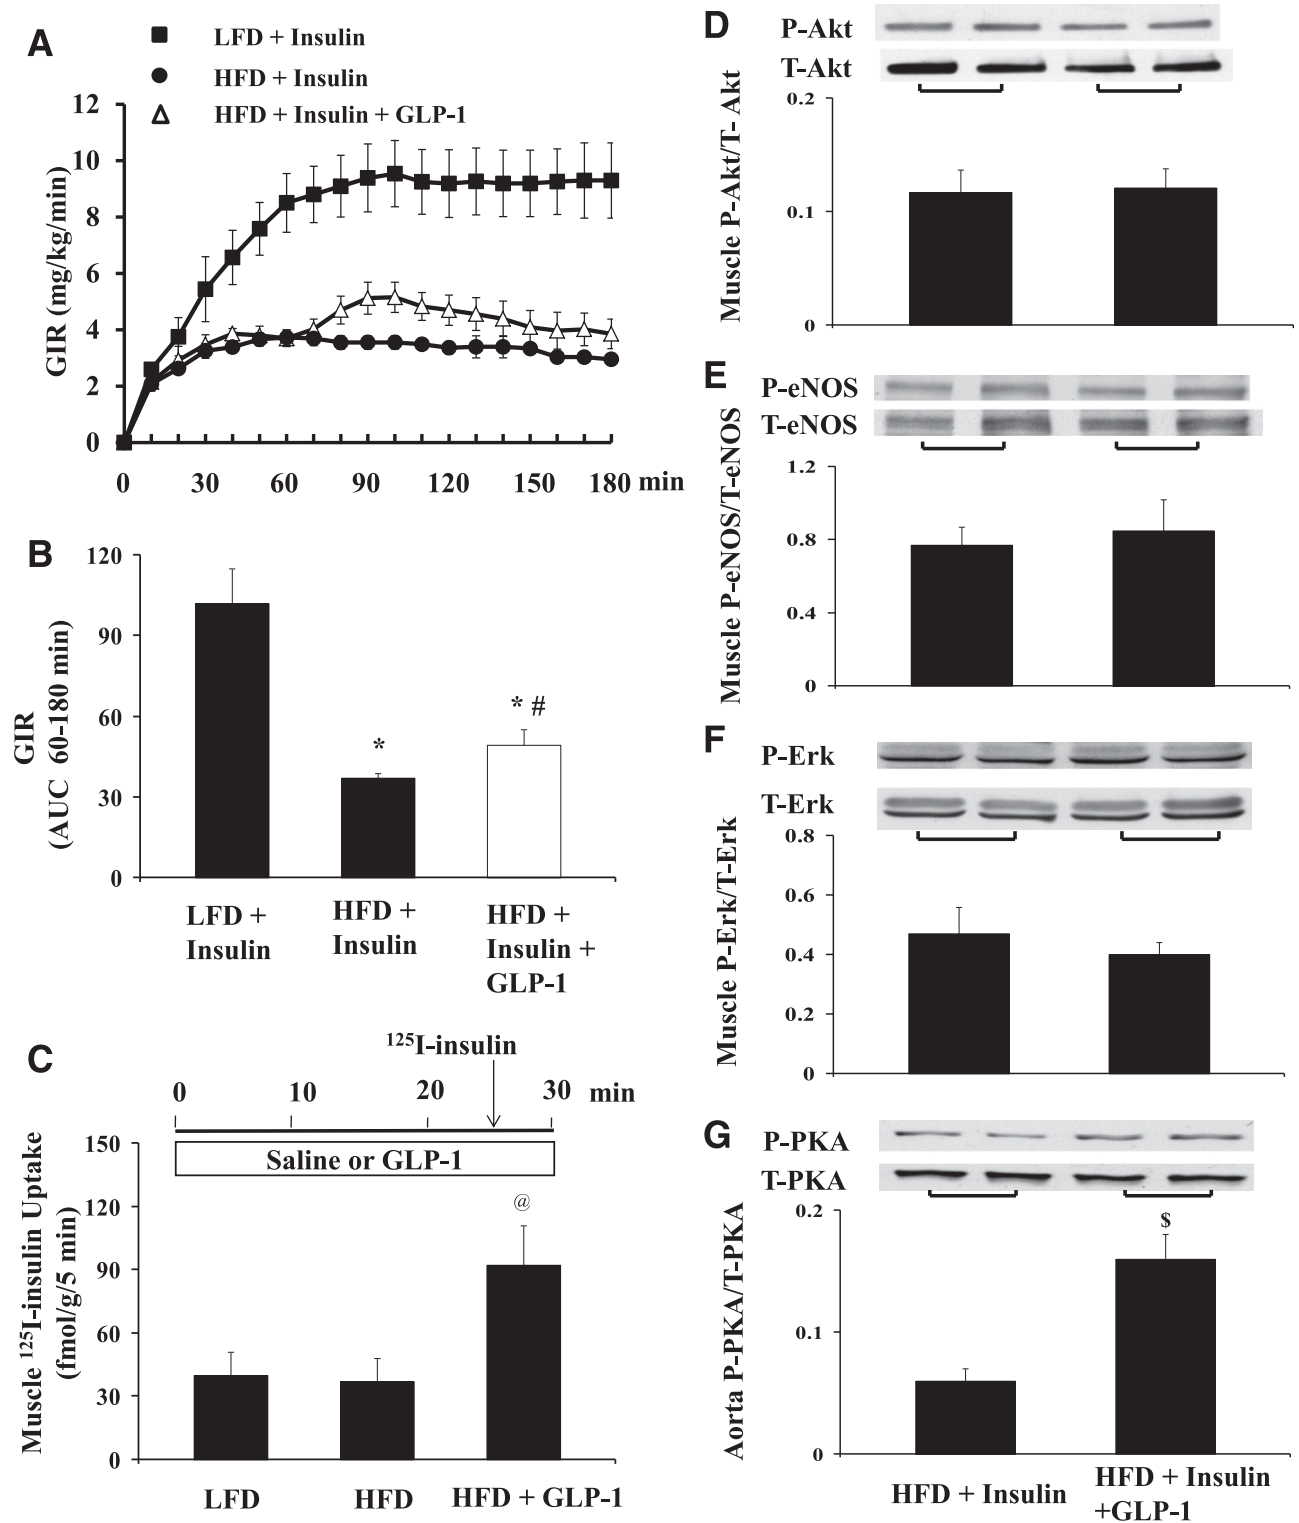 A
LFD + Insulin
HFD + Insulin
HFD + Insulin + GLP-1
GIR (mg/kg/min)
12
10
8
6
4
2
0
0 30 60 90 120 150 180 min
B
GIR
(AUC 60-180 min)
120
90
60
30
0
*
* #
LFD +
Insulin
HFD +
Insulin
HFD +
Insulin +
GLP-1
C
¹²⁵I-insulin
0 10 20 30 min
Saline or GLP-1
Muscle ¹²⁵I-insulin Uptake
(fmol/g/5 min)
150
120
90
60
30
0
@
LFD HFD HFD + GLP-1
D
P-Akt
T-Akt
Muscle P-Akt/T- Akt
0.2
0.1
0
E
P-eNOS
T-eNOS
Muscle P-eNOS/T-eNOS
1.2
0.8
0.4
0
F
P-Erk
T-Erk
Muscle P-Erk/T-Erk
0.8
0.6
0.4
0.2
0
G
P-PKA
T-PKA
Aorta P-PKA/T-PKA
0.2
0.1
0
$
HFD + Insulin
HFD + Insulin
+GLP-1